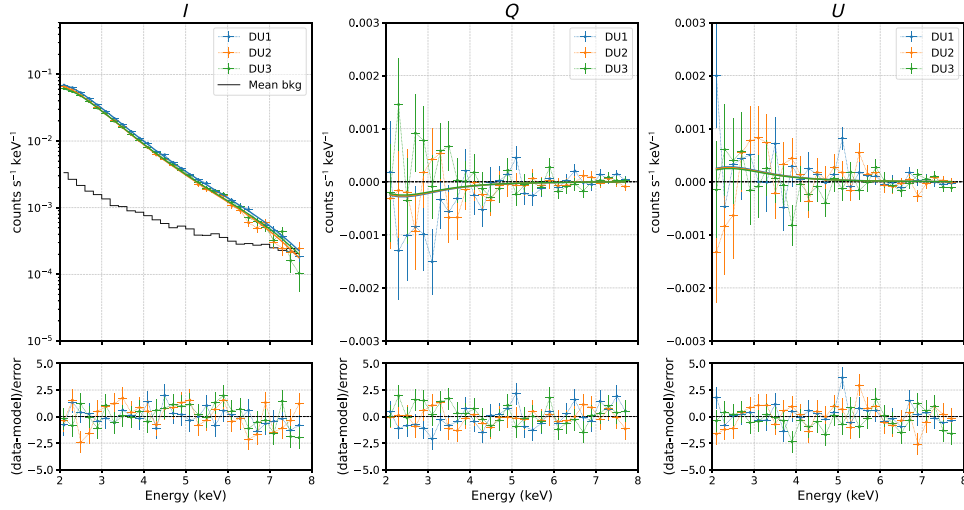 I
Q
U
DU1
DU2
DU3
Mean bkg
DU1
DU2
DU3
DU1
DU2
DU3
counts s⁻¹ keV⁻¹
10⁻¹
10⁻²
10⁻³
10⁻⁴
10⁻⁵
counts s⁻¹ keV⁻¹
0.003
0.002
0.001
0.000
−0.001
−0.002
−0.003
counts s⁻¹ keV⁻¹
0.003
0.002
0.001
0.000
−0.001
−0.002
−0.003
(data-model)/error
5.0
2.5
0.0
−2.5
−5.0
2 3 4 5 6 7 8
Energy (keV)
(data-model)/error
5.0
2.5
0.0
−2.5
−5.0
2 3 4 5 6 7 8
Energy (keV)
(data-model)/error
5.0
2.5
0.0
−2.5
−5.0
2 3 4 5 6 7 8
Energy (keV)